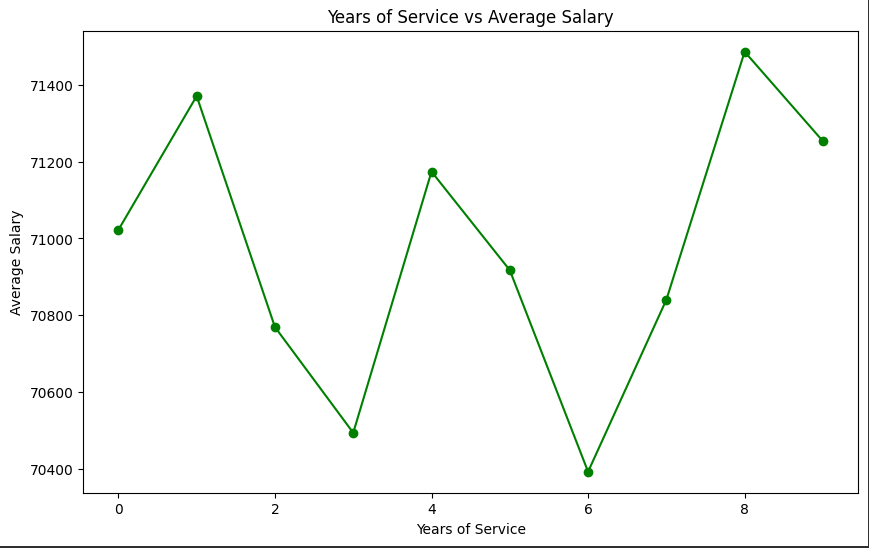 Years of Service vs Average Salary
Average Salary
71400
71200
71000
70800
70600
70400
0 2 4 6 8
Years of Service